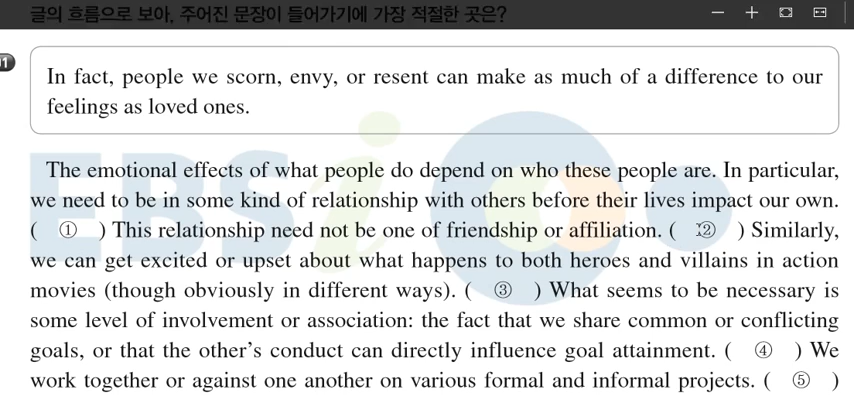 글의 흐름으로 보아, 주어진 문장이 들어가기에 가장 적절한 곳은?
In fact, people we scorn, envy, or resent can make as much of a difference to our
feelings as loved ones.
The emotional effects of what people do depend on who these people are. In particular,
we need to be in some kind of relationship with others before their lives impact our own.
( ① ) This relationship need not be one of friendship or affiliation. ( ② ) Similarly,
we can get excited or upset about what happens to both heroes and villains in action
movies (though obviously in different ways). ( ③ ) What seems to be necessary is
some level of involvement or association: the fact that we share common or conflicting
goals, or that the other's conduct can directly influence goal attainment. ( ④ ) We
work together or against one another on various formal and informal projects. ( ⑤ )
EBSi